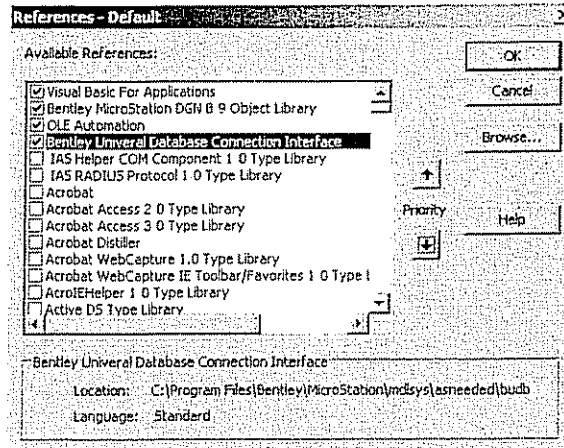 References - Default
Available References:
Visual Basic For Applications
Bentley MicroStation DGN 8 9 Object Library
OLE Automation
Bentley Univeral Database Connection Interface
IAS Helper COM Component 1 0 Type Library
IAS RADIUS Protocol 1 0 Type Library
Acrobat
Acrobat Access 2 0 Type Library
Acrobat Access 3 0 Type Library
Acrobat Distiller
Acrobat WebCapture 1.0 Type Library
Acrobat WebCapture IE Toolbar/Favorites 1 0 Type
AcroIEHelper 1 0 Type Library
Active DS Type Library
Priority
OK
Cancel
Browse...
Help
Bentley Univeral Database Connection Interface
Location: C:\Program Files\Bentley\MicroStation\mdlsys\asneeded\budb
Language: Standard